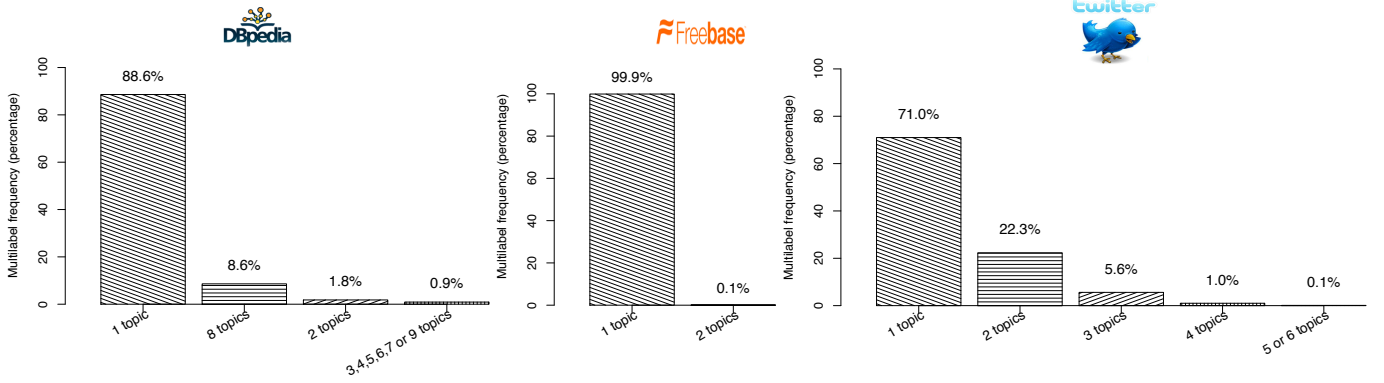 DBpedia
Multilabel frequency (percentage)
0
20
40
60
80
100
88.6%
8.6%
1.8%
0.9%
1 topic
8 topics
2 topics
3,4,5,6,7 or 9 topics
Freebase
Multilabel frequency (percentage)
0
20
40
60
80
100
99.9%
0.1%
1 topic
2 topics
twitter
Multilabel frequency (percentage)
0
20
40
60
80
100
71.0%
22.3%
5.6%
1.0%
0.1%
1 topic
2 topics
3 topics
4 topics
5 or 6 topics